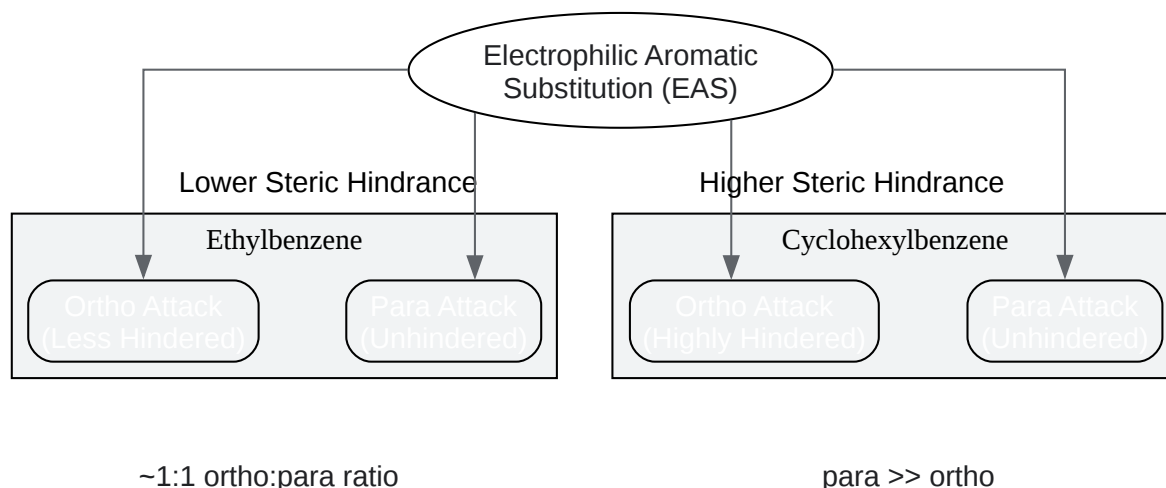 Electrophilic Aromatic
Substitution (EAS)
Lower Steric Hindrance
Higher Steric Hindrance
Ethylbenzene
Cyclohexylbenzene
Ortho Attack
(Less Hindered)
Para Attack
(Unhindered)
Ortho Attack
(Highly Hindered)
Para Attack
(Unhindered)
~1:1 ortho:para ratio
para >> ortho